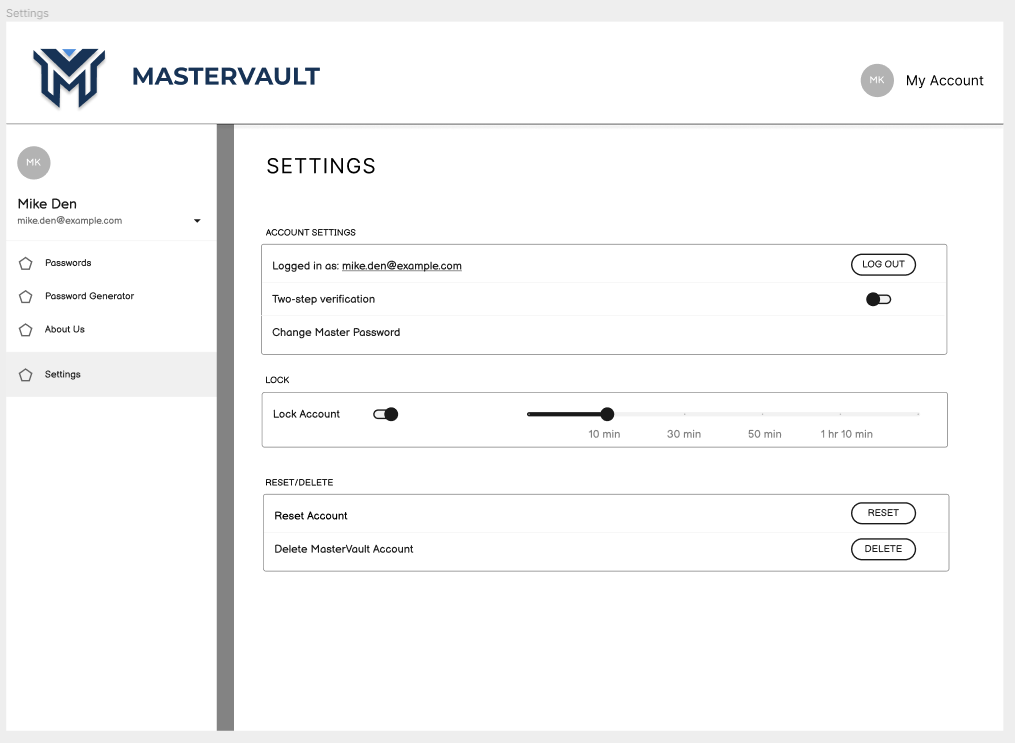 Settings
MASTERVAULT
MK
My Account
MK
Mike Den
mike.den@example.com
Passwords
Password Generator
About Us
Settings
SETTINGS
ACCOUNT SETTINGS
Logged in as: mike.den@example.com
LOG OUT
Two-step verification
Change Master Password
LOCK
Lock Account
10 min
30 min
50 min
1 hr 10 min
RESET/DELETE
Reset Account
RESET
Delete MasterVault Account
DELETE